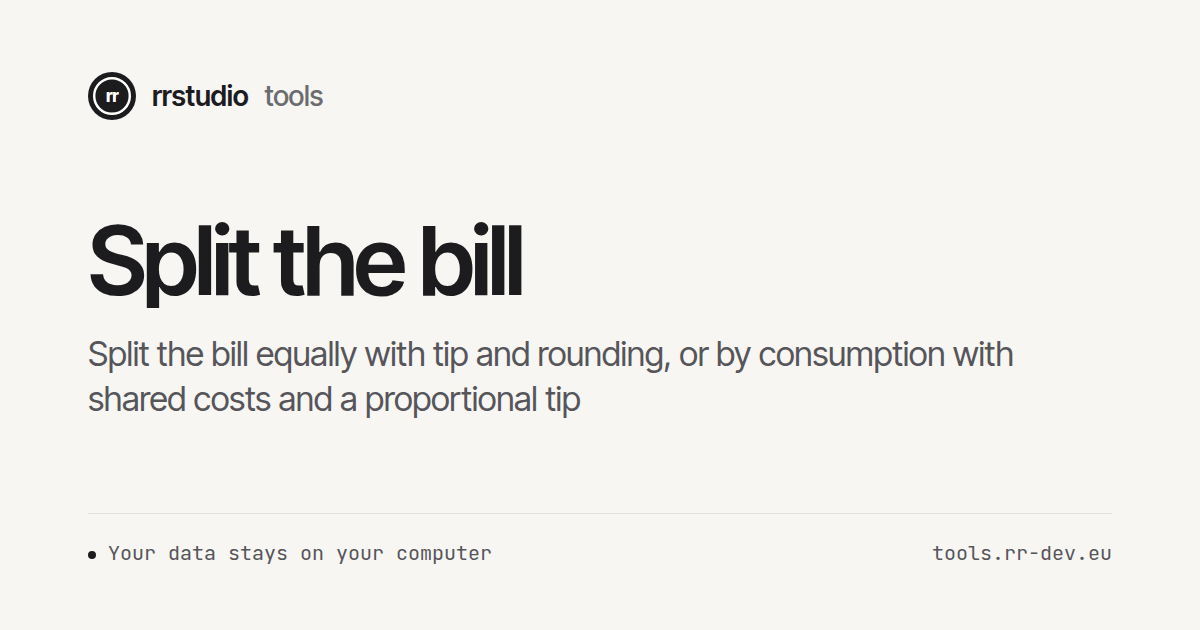 rr rrstudio tools
Split the bill
Split the bill equally with tip and rounding, or by consumption with
shared costs and a proportional tip
Your data stays on your computer
tools.rr-dev.eu